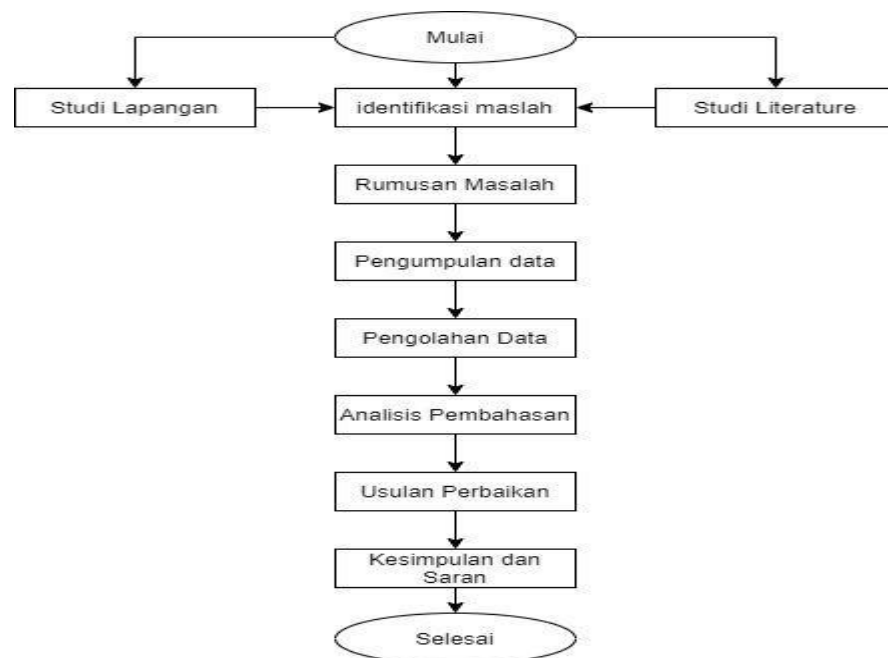 Mulai
Studi Lapangan
identifikasi maslah
Studi Literature
Rumusan Masalah
Pengumpulan data
Pengolahan Data
Analisis Pembahasan
Usulan Perbaikan
Kesimpulan dan
Saran
Selesai